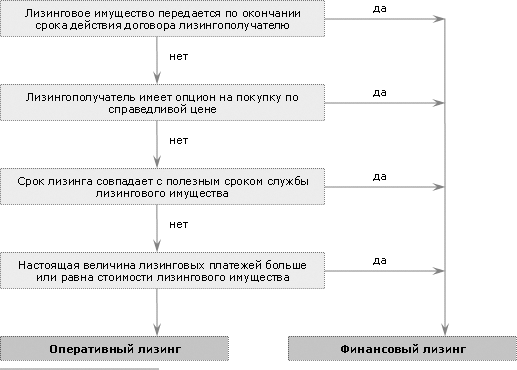 Лизинговое имущество передается по окончании
срока действия договора лизингополучателю
да
нет
Лизингополучатель имеет опцион на покупку по
справедливой цене
да
нет
Срок лизинга совпадает с полезным сроком службы
лизингового имущества
да
нет
Настоящая величина лизинговых платежей больше
или равна стоимости лизингового имущества
да
Оперативный лизинг
Финансовый лизинг